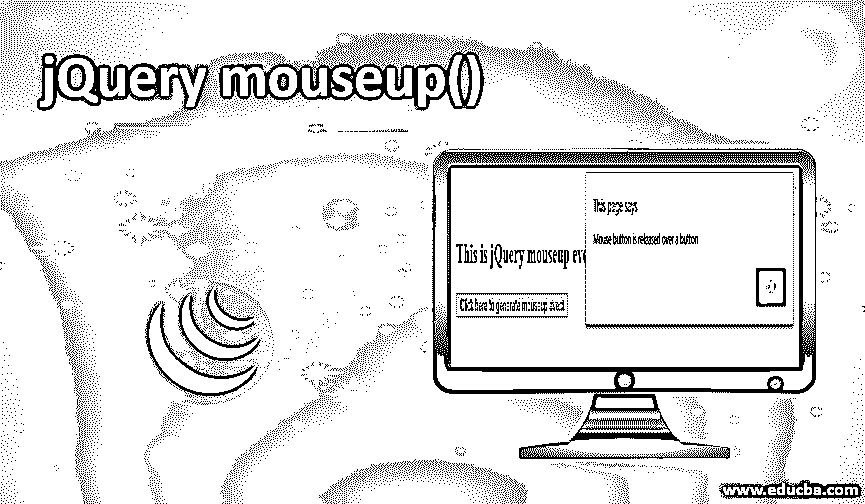 jQuery mouseup()
This page says
Mouse button is released over a button
This is jQuery mouseup eve
Click here to generate mouseup event
www.educba.com